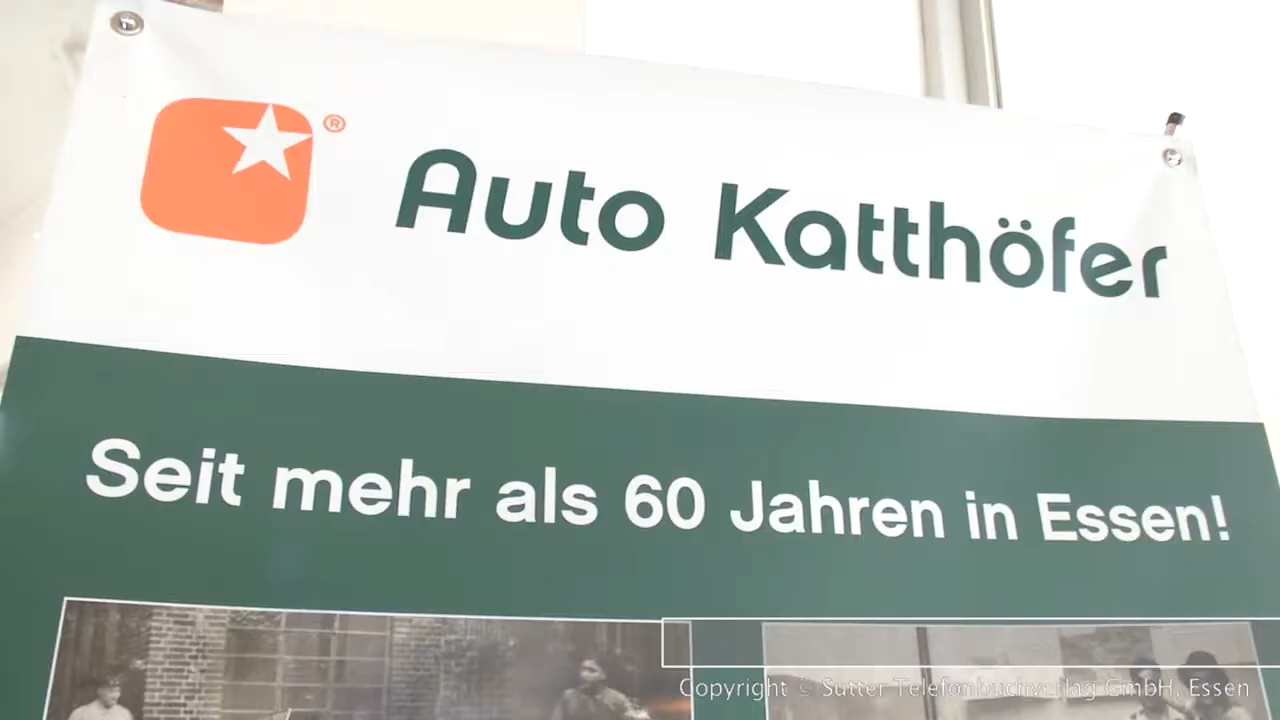 ®
Auto Katthöfer
Seit mehr als 60 Jahren in Essen!
Copyright © Sutter Telefonbuchverlag GmbH, Essen